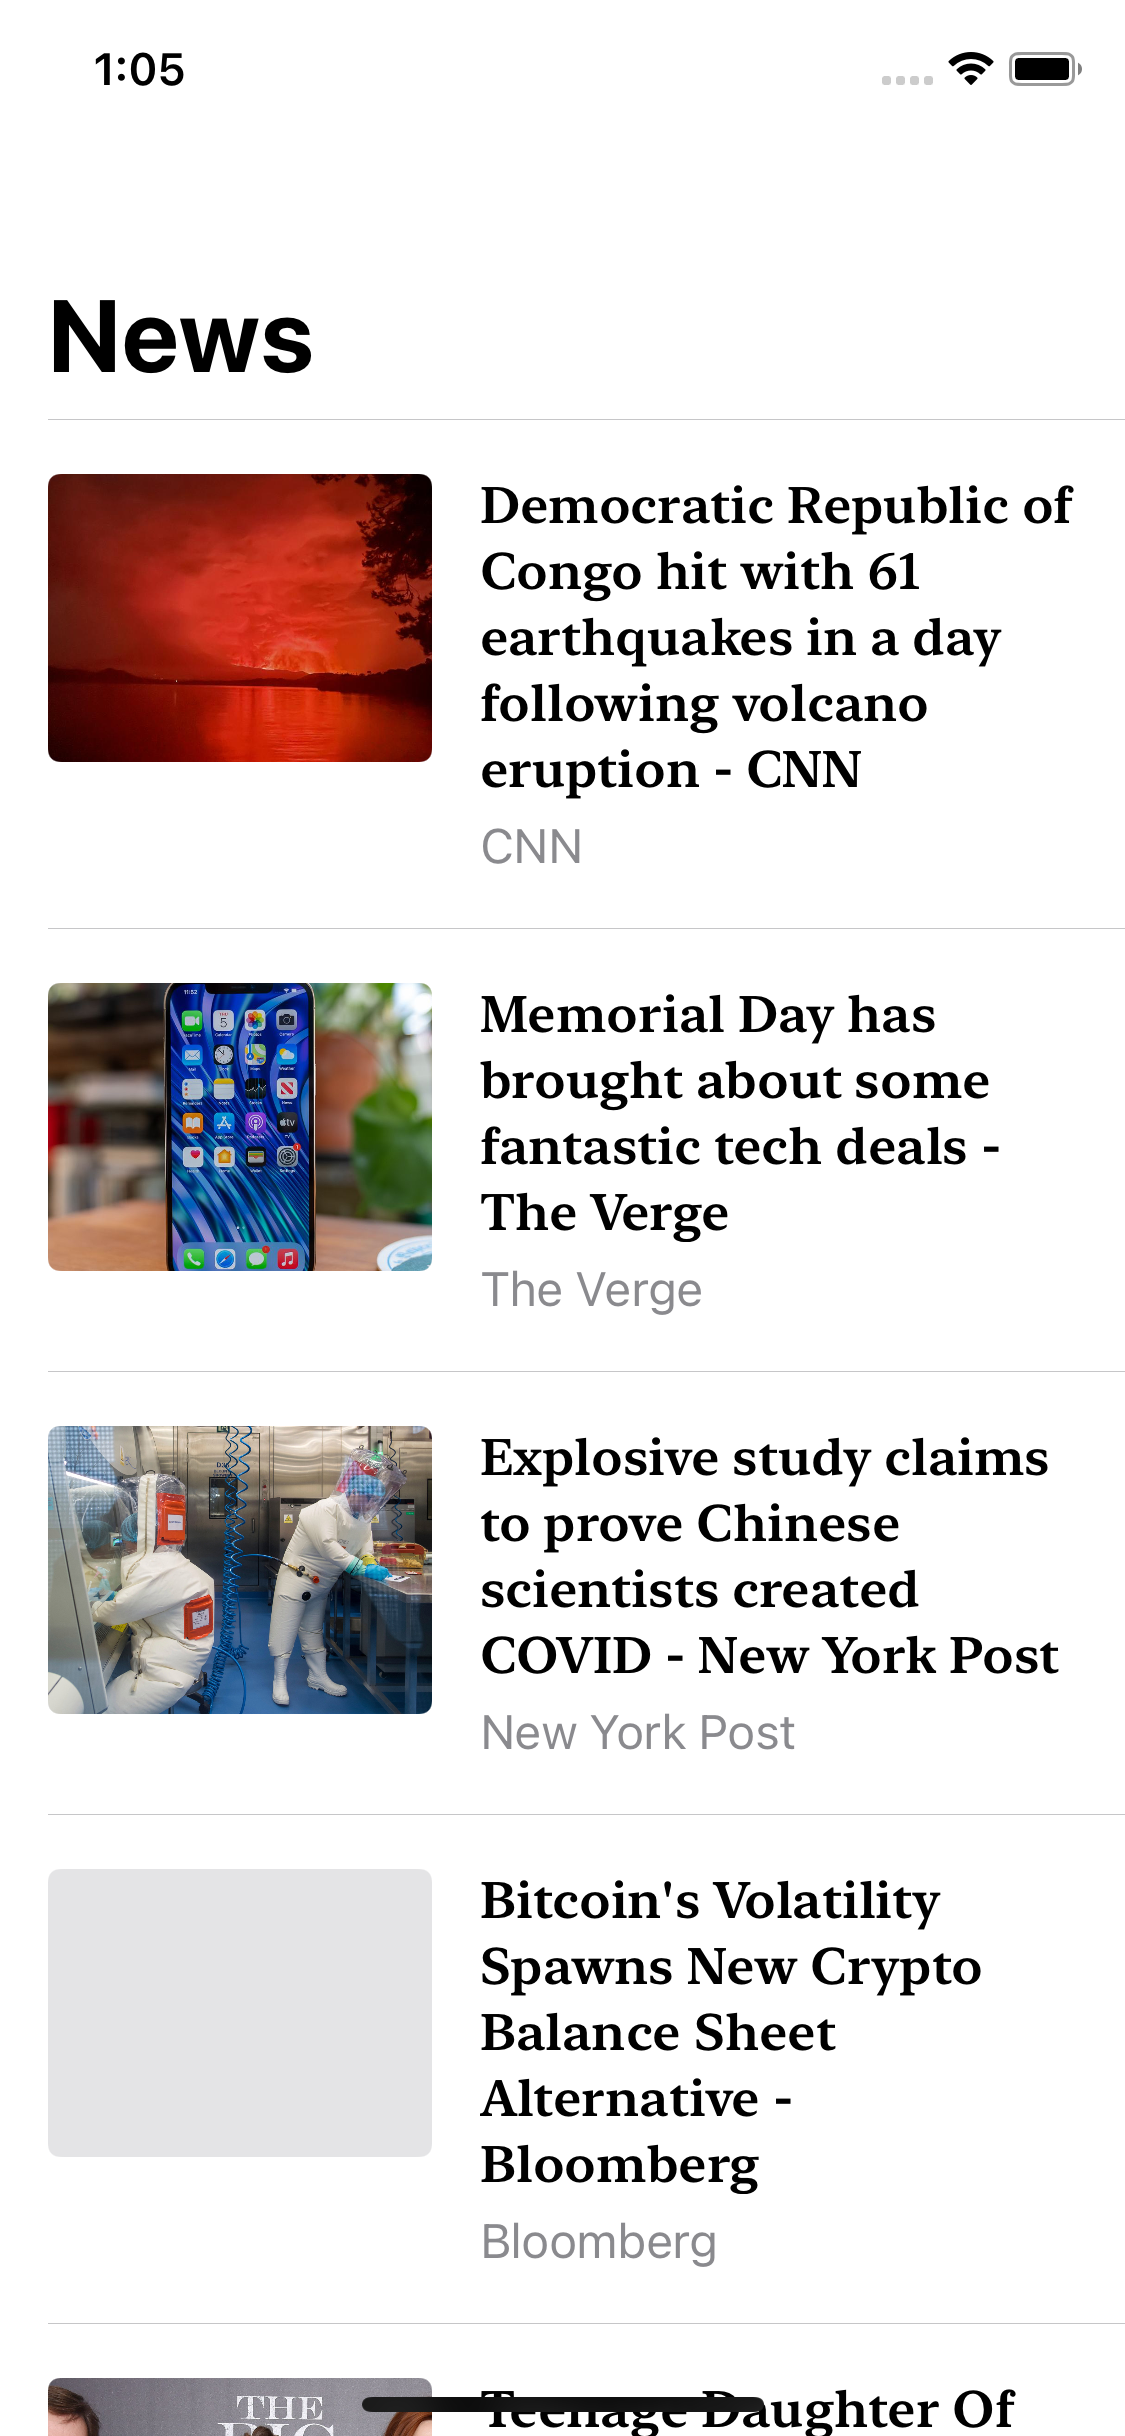 1:05
News
Democratic Republic of
Congo hit with 61
earthquakes in a day
following volcano
eruption - CNN
CNN
Memorial Day has
brought about some
fantastic tech deals -
The Verge
The Verge
Explosive study claims
to prove Chinese
scientists created
COVID - New York Post
New York Post
Bitcoin's Volatility
Spawns New Crypto
Balance Sheet
Alternative -
Bloomberg
Bloomberg
THE
BIG
Teenage Daughter Of